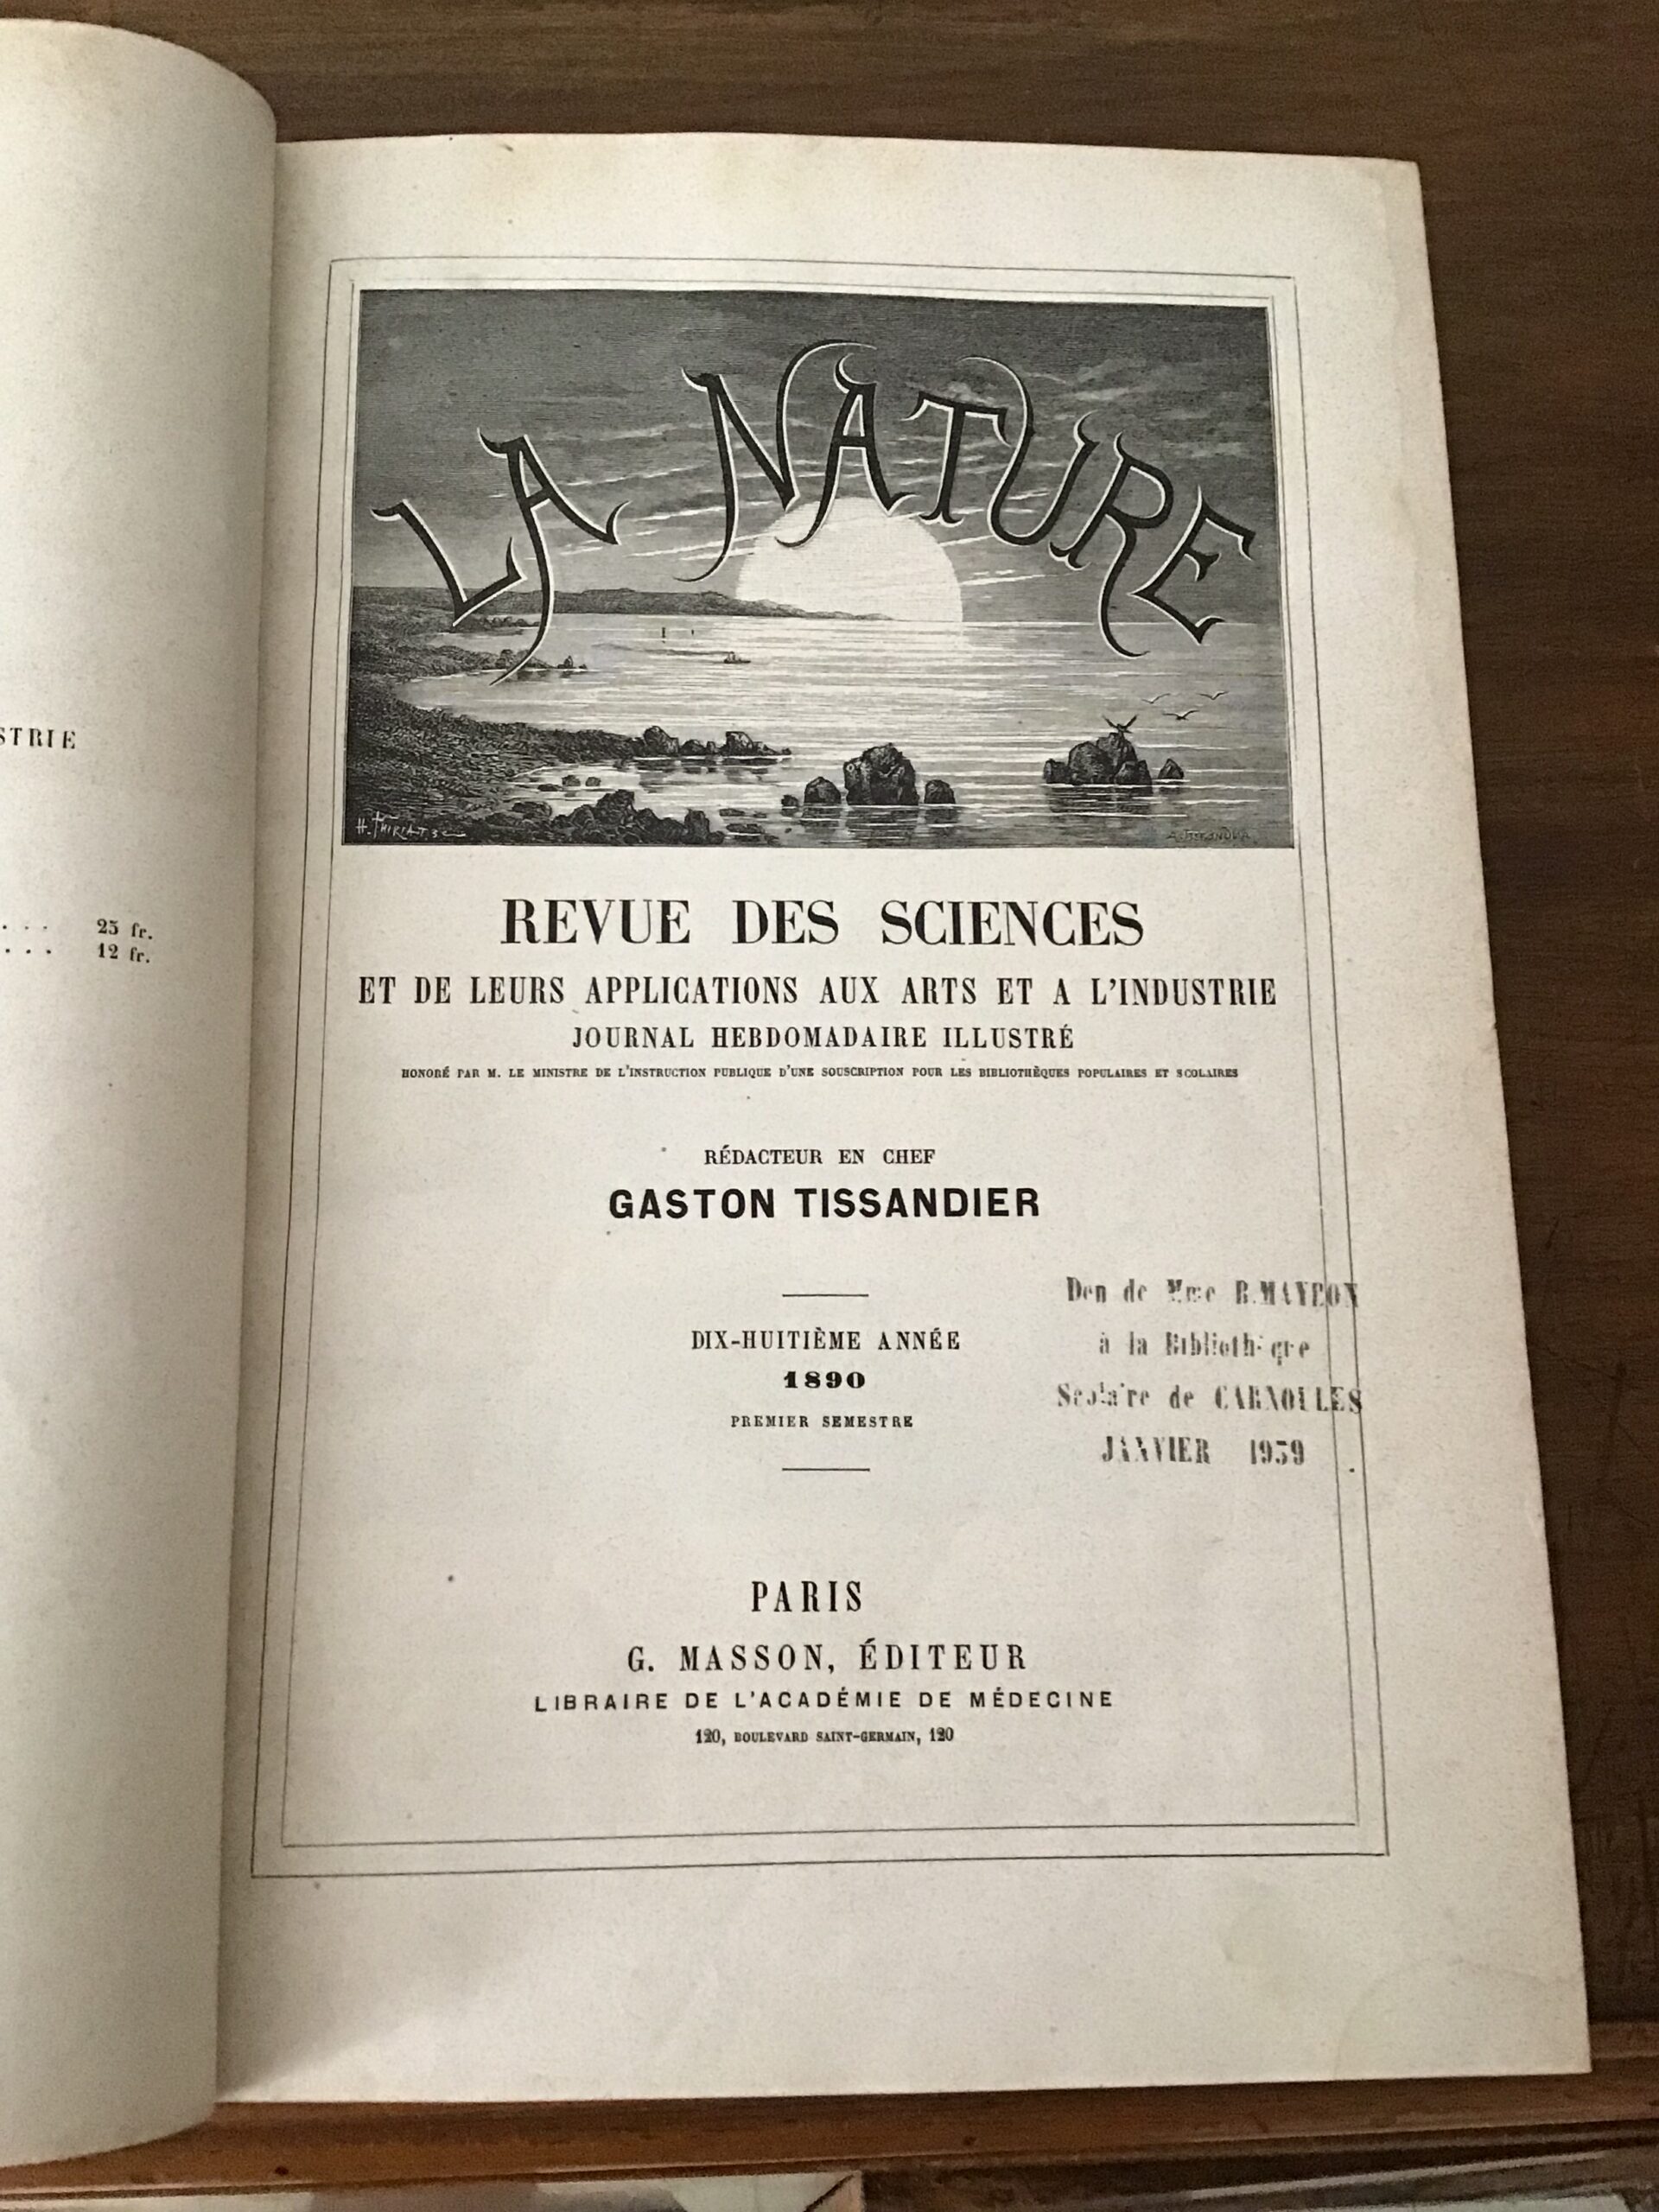 STRIE
. . . 25 fr.
. . . 12 fr.
LA NATURE
H. THIRIAT SC
REVUE DES SCIENCES
ET DE LEURS APPLICATIONS AUX ARTS ET A L'INDUSTRIE
JOURNAL HEBDOMADAIRE ILLUSTRÉ
HONORÉ PAR M. LE MINISTRE DE L'INSTRUCTION PUBLIQUE D'UNE SOUSCRIPTION POUR LES BIBLIOTHÈQUES POPULAIRES ET SCOLAIRES
RÉDACTEUR EN CHEF
GASTON TISSANDIER
DIX-HUITIÈME ANNÉE
1890
PREMIER SEMESTRE
Don de Mme
à la Bibliothèque
Scolaire de CARNOULES
JANVIER
PARIS
G. MASSON, ÉDITEUR
LIBRAIRE DE L'ACADÉMIE DE MÉDECINE
120, BOULEVARD SAINT-GERMAIN, 120